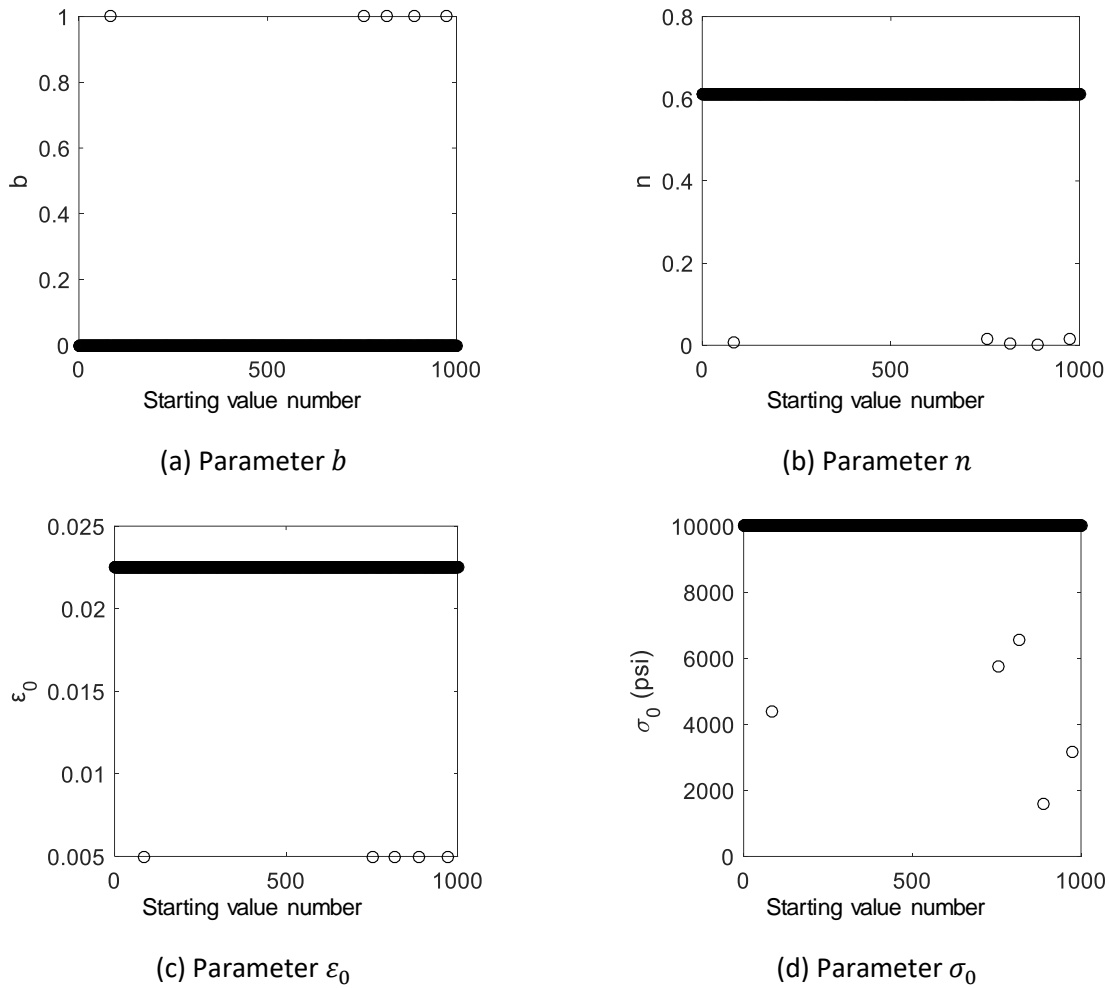 1
0.8
0.6
0.4
0.2
0
b
0
500
1000
Starting value number
(a) Parameter b
0.8
0.6
0.4
0.2
0
n
0
500
1000
Starting value number
(b) Parameter n
0.025
0.02
0.015
0.01
0.005
ε0
0
500
1000
Starting value number
(c) Parameter ε0
10000
8000
6000
4000
2000
0
σ0 (psi)
0
500
1000
Starting value number
(d) Parameter σ0